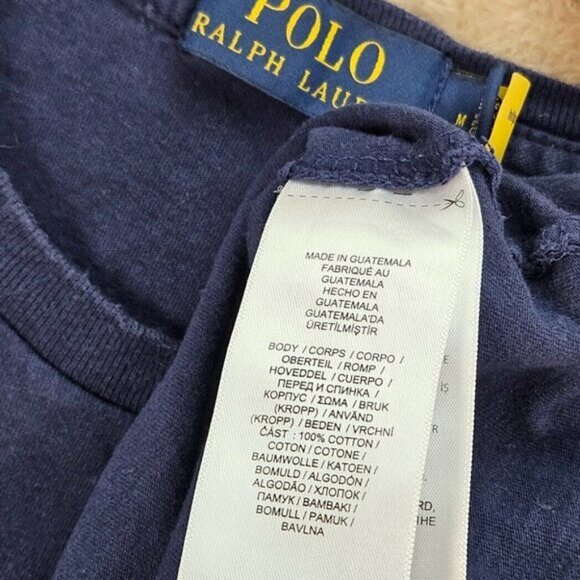 POLO
RALPH LAU
M
MADE IN GUATEMALA
FABRIQUÉ AU
GUATEMALA
HECHO EN
GUATEMALA
GUATEMALA'DA
ÜRETİLMİŞTİR
BODY / CORPS / CORPO /
OBERTEIL / ROMP /
HOVEDDEL / CUERPO /
ПЕРЕД И СПИНКА /
КОРПУС / ΣΩΜΑ / BRUK
(KROPP) / ANVÄND
(KROPP) / BEDEN / VRCHNÍ
ČÁST : 100% COTTON /
COTON / COTONE /
BAUMWOLLE / KATOEN /
BOMULD / ALGODÓN /
ALGODÃO / ХЛОПОК /
ПАМУК / ΒΑΜΒΑΚΙ /
BOMULL / PAMUK /
BAVLNA